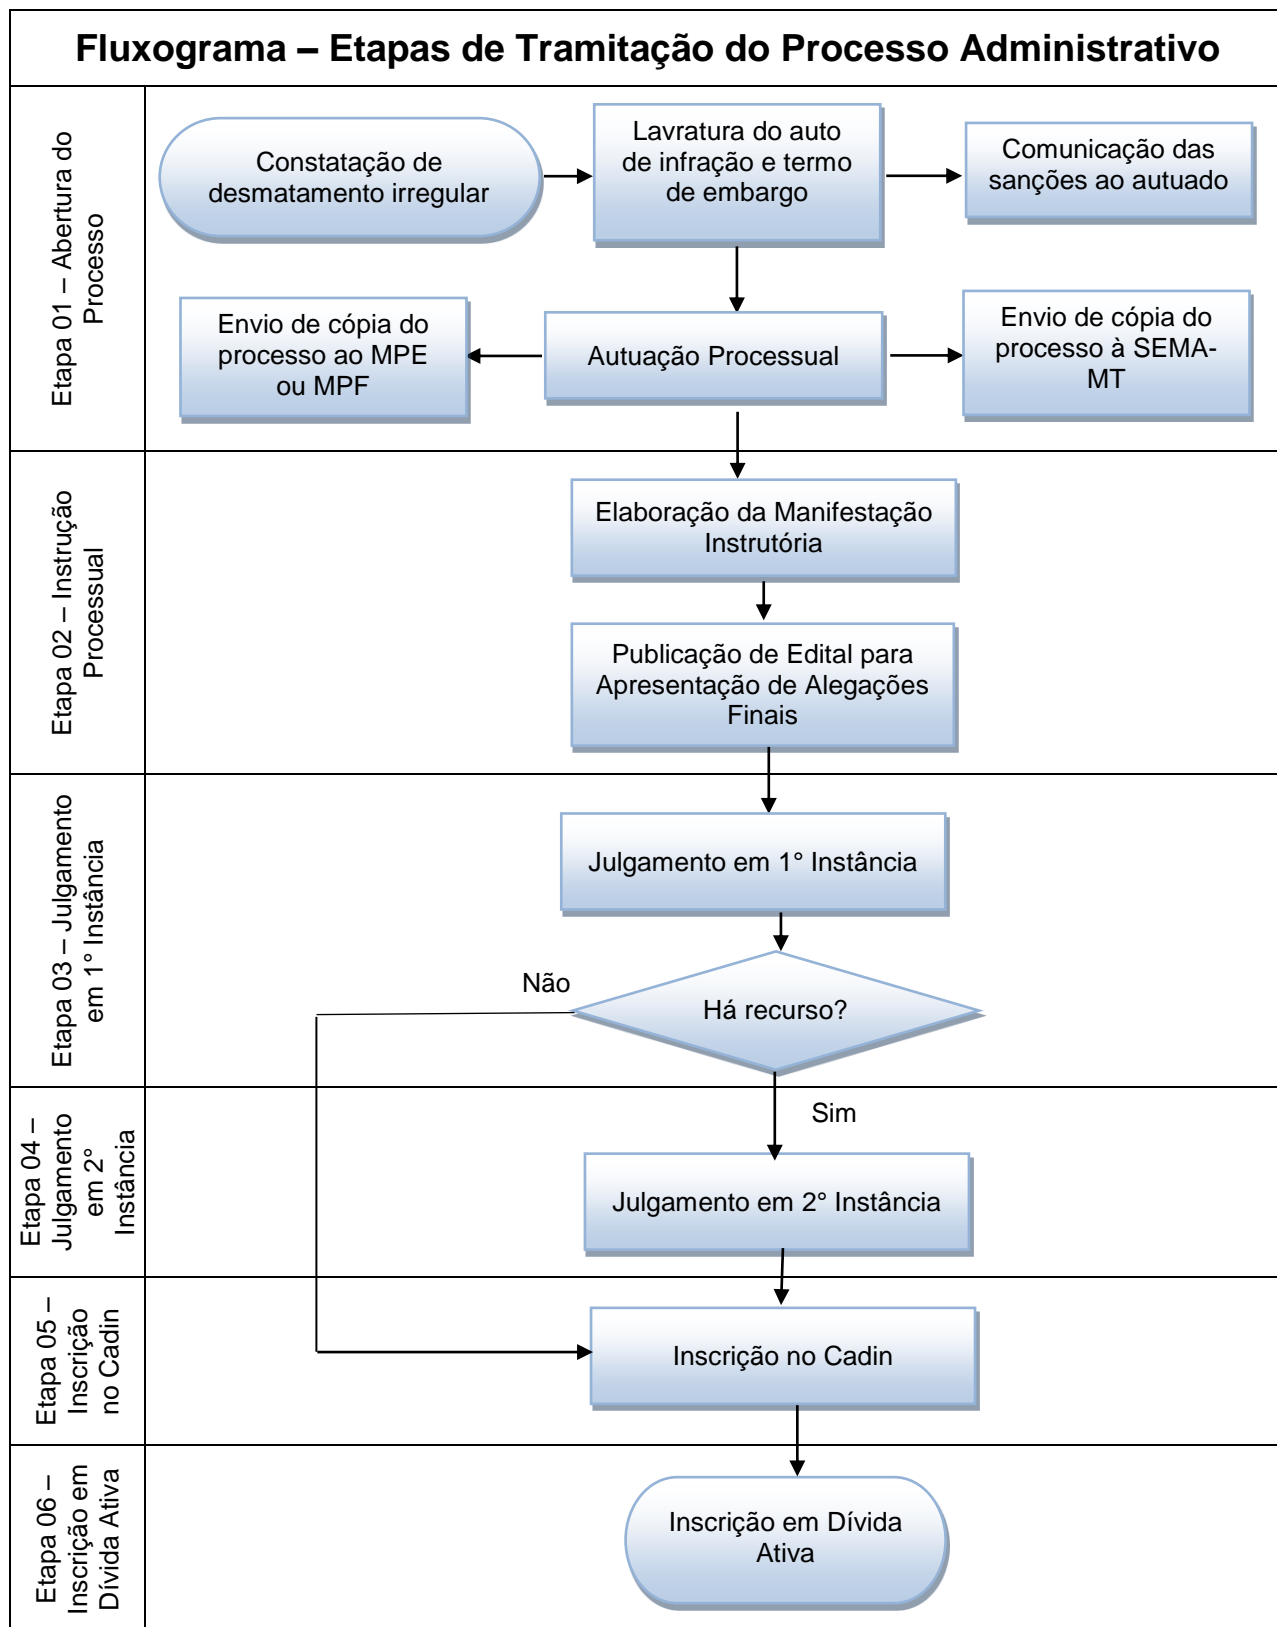 Fluxograma – Etapas de Tramitação do Processo Administrativo
Etapa 01 – Abertura do
Processo
Constatação de
desmatamento irregular
Lavratura do auto
de infração e termo
de embargo
Comunicação das
sanções ao autuado
Envio de cópia do
processo ao MPE
ou MPF
Autuação Processual
Envio de cópia do
processo à SEMA-
MT
Etapa 02 – Instrução
Processual
Elaboração da Manifestação
Instrutória
Publicação de Edital para
Apresentação de Alegações
Finais
Etapa 03 – Julgamento
em 1° Instância
Julgamento em 1° Instância
Não
Há recurso?
Etapa 04 –
Julgamento
em 2°
Instância
Sim
Julgamento em 2° Instância
Etapa 05 –
Inscrição
no Cadin
Inscrição no Cadin
Etapa 06 –
Inscrição em
Dívida Ativa
Inscrição em Dívida
Ativa